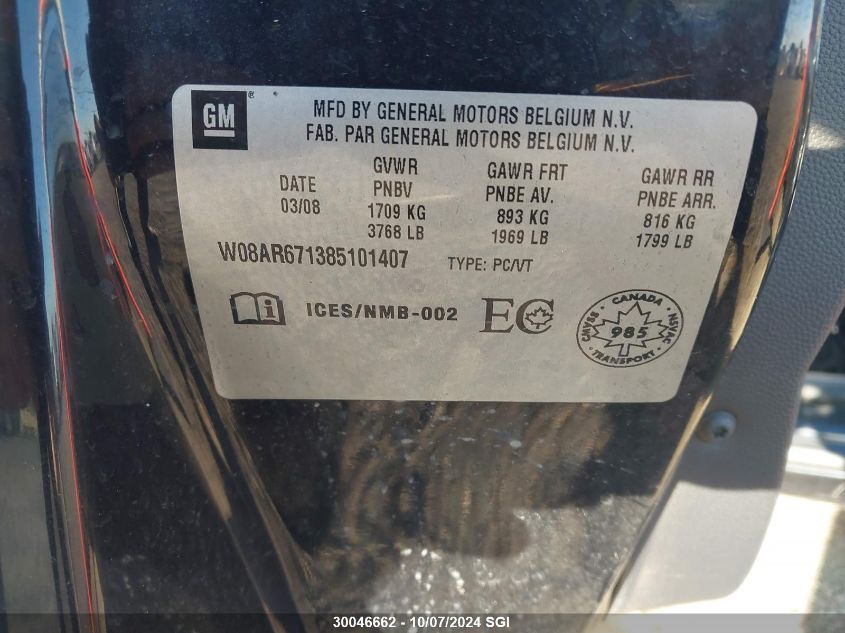 GM ®
MFD BY GENERAL MOTORS BELGIUM N.V.
FAB. PAR GENERAL MOTORS BELGIUM N.V.
GVWR GAWR FRT GAWR RR
DATE PNBV PNBE AV. PNBE ARR.
03/08 1709 KG 893 KG 816 KG
3768 LB 1969 LB 1799 LB
W08AR671385101407 TYPE: PC/VT
i ICES/NMB-002 EC
CANADA
CMVSS 985 NSVAC
TRANSPORT
30046662 - 10/07/2024 SGI